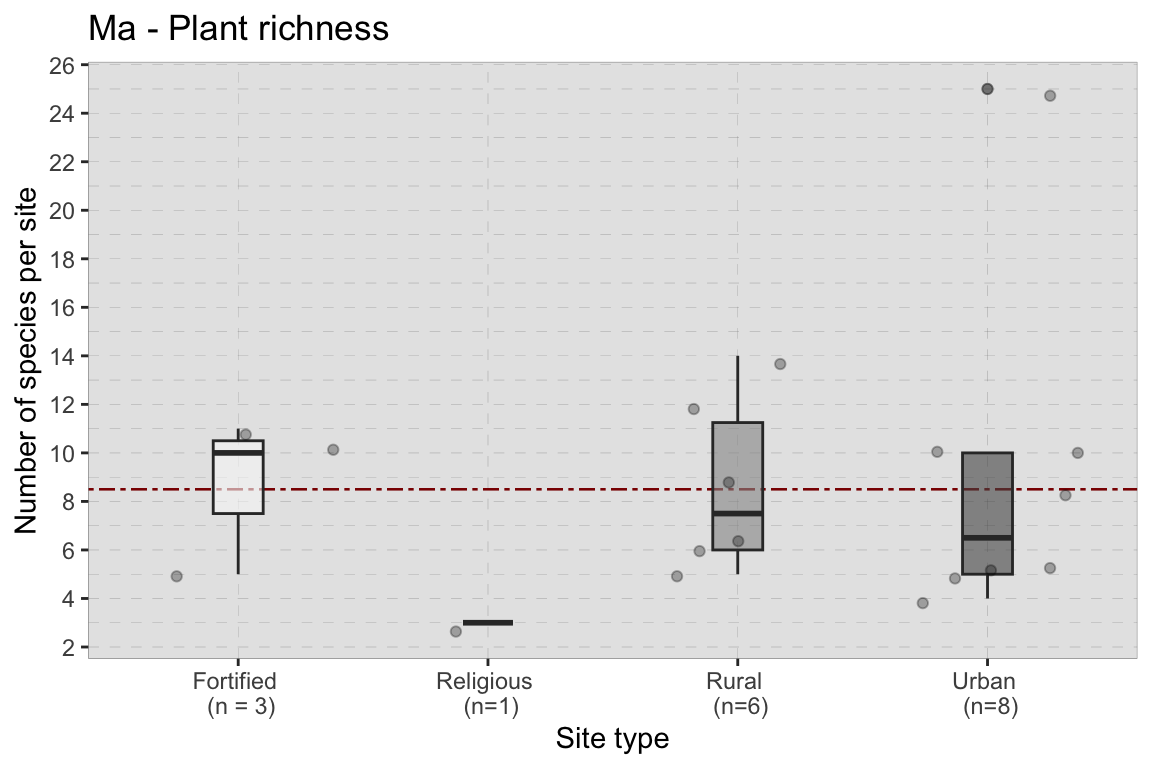 Ma - Plant richness
Number of species per site
26
24
22
20
18
16
14
12
10
8
6
4
2
Fortified
(n = 3)
Religious
(n=1)
Rural
(n=6)
Urban
(n=8)
Site type